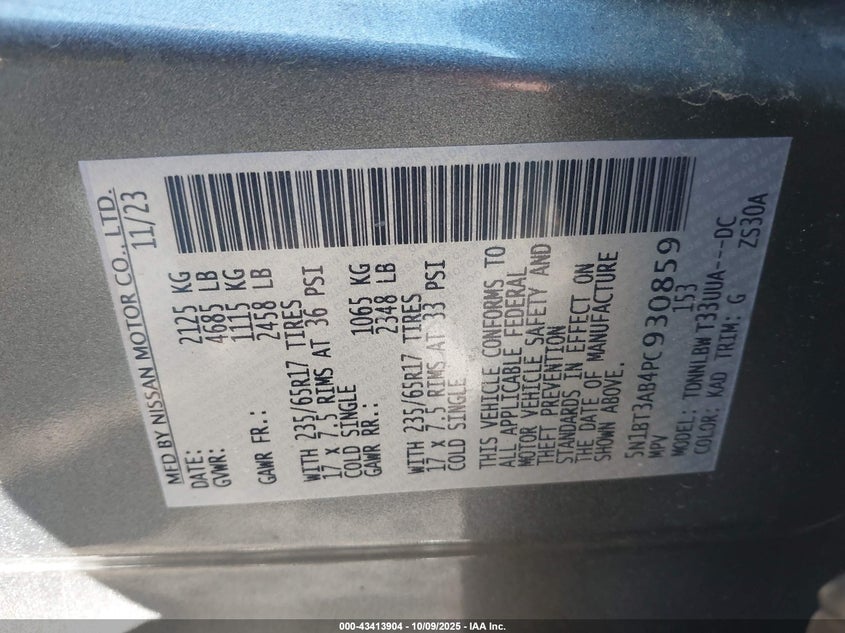 MFD BY NISSAN MOTOR CO., LTD.
DATE: 11/23
GVWR: 2125 KG
4685 LB
GAWR FR.: 1115 KG
2458 LB
WITH 235/65R17 TIRES
17 X 7.5 RIMS AT 36 PSI
COLD SINGLE
GAWR RR.: 1065 KG
2348 LB
WITH 235/65R17 TIRES
17 X 7.5 RIMS AT 33 PSI
COLD SINGLE
THIS VEHICLE CONFORMS TO
ALL APPLICABLE FEDERAL
MOTOR VEHICLE SAFETY AND
THEFT PREVENTION
STANDARDS IN EFFECT ON
THE DATE OF MANUFACTURE
SHOWN ABOVE.
5N1BT3AB4PC930859
MPV 153
MODEL: TDNNLBW T33UUA---DC
COLOR: KAD TRIM: G ZS30A
000-43413904 | 10/09/2025 | IAA Inc.